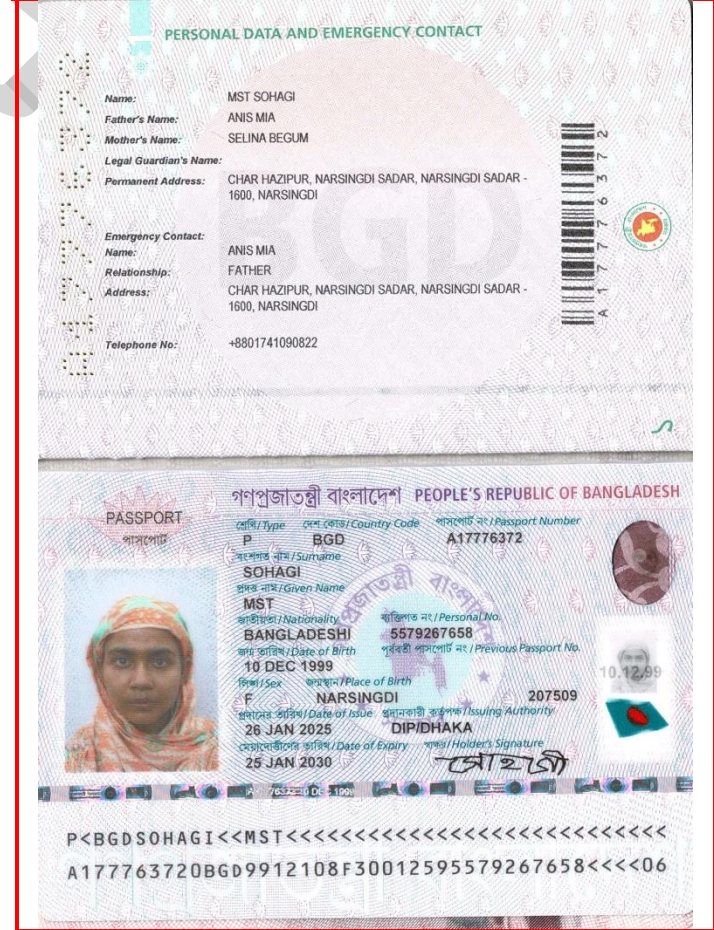 PERSONAL DATA AND EMERGENCY CONTACT
Name: MST SOHAGI
Father's Name: ANIS MIA
Mother's Name: SELINA BEGUM
Legal Guardian's Name:
Permanent Address: CHAR HAZIPUR, NARSINGDI SADAR, NARSINGDI SADAR -
1600, NARSINGDI
Emergency Contact:
Name: ANIS MIA
Relationship: FATHER
Address: CHAR HAZIPUR, NARSINGDI SADAR, NARSINGDI SADAR -
1600, NARSINGDI
Telephone No: +8801741090822
A17776372
BGD
গণপ্রজাতন্ত্রী বাংলাদেশ PEOPLE'S REPUBLIC OF BANGLADESH
PASSPORT
পাসপোর্ট
শ্রেণি/Type দেশ কোড/Country Code পাসপোর্ট নং/Passport Number
P BGD A17776372
বংশগত নাম/Surname
SOHAGI
প্রদত্ত নাম/Given Name
MST
জাতীয়তা/Nationality ব্যক্তিগত নং/Personal No.
BANGLADESHI 5579267658
জন্ম তারিখ/Date of Birth পূর্ববর্তী পাসপোর্ট নং/Previous Passport No.
10 DEC 1999
10.12.99
লিঙ্গ/Sex জন্মস্থান/Place of Birth
F NARSINGDI 207509
প্রদানের তারিখ/Date of Issue প্রদানকারী কর্তৃপক্ষ/Issuing Authority
26 JAN 2025 DIP/DHAKA
মেয়াদোত্তীর্ণের তারিখ/Date of Expiry স্বাক্ষর/Holder's Signature
25 JAN 2030 সোহাগী
P<BGDSOHAGI<<MST<<<<<<<<<<<<<<<<<<<<<<<<<<<<
A177763720BGD9912108F30012595579267658<<<<06